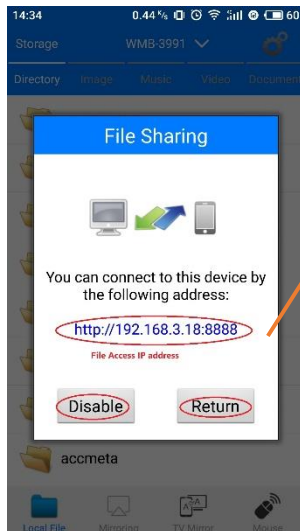 14:34
0.44 K/s
60
Storage
WMB-3991
Directory
Image
Music
Video
Document
File Sharing
You can connect to this device by
the following address:
http://192.168.3.18:8888
File Access IP address
Disable
Return
accmeta
Local File
Mirroring
TV Mirror
Mouse